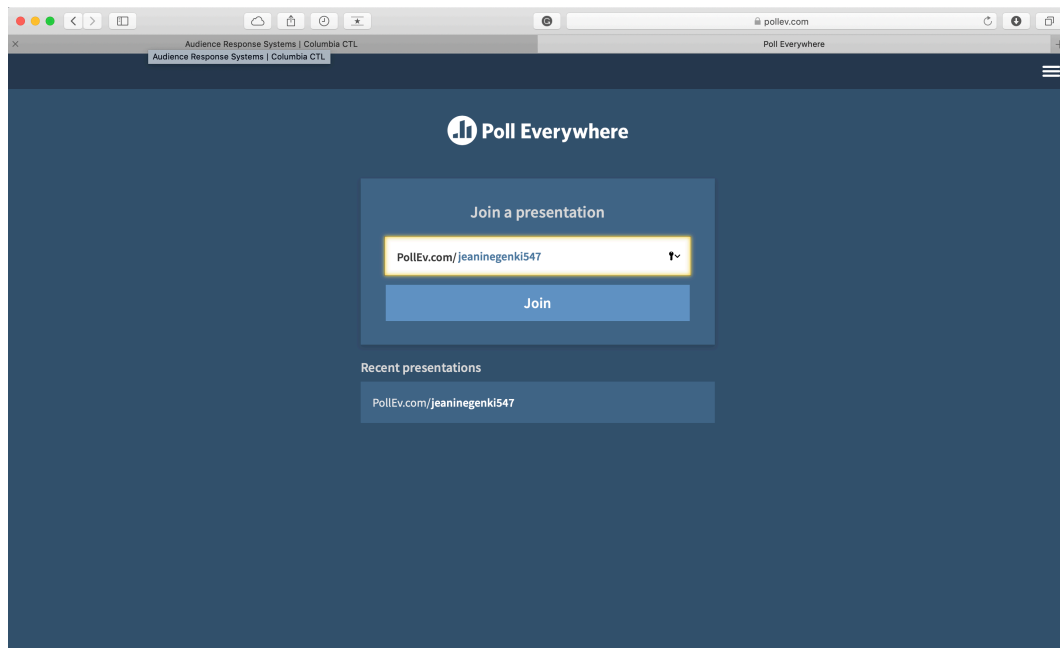 pollev.com
Audience Response Systems | Columbia CTL
Poll Everywhere
Audience Response Systems | Columbia CTL
Poll Everywhere
Join a presentation
PollEv.com/jeaninegenki547
Join
Recent presentations
PollEv.com/jeaninegenki547